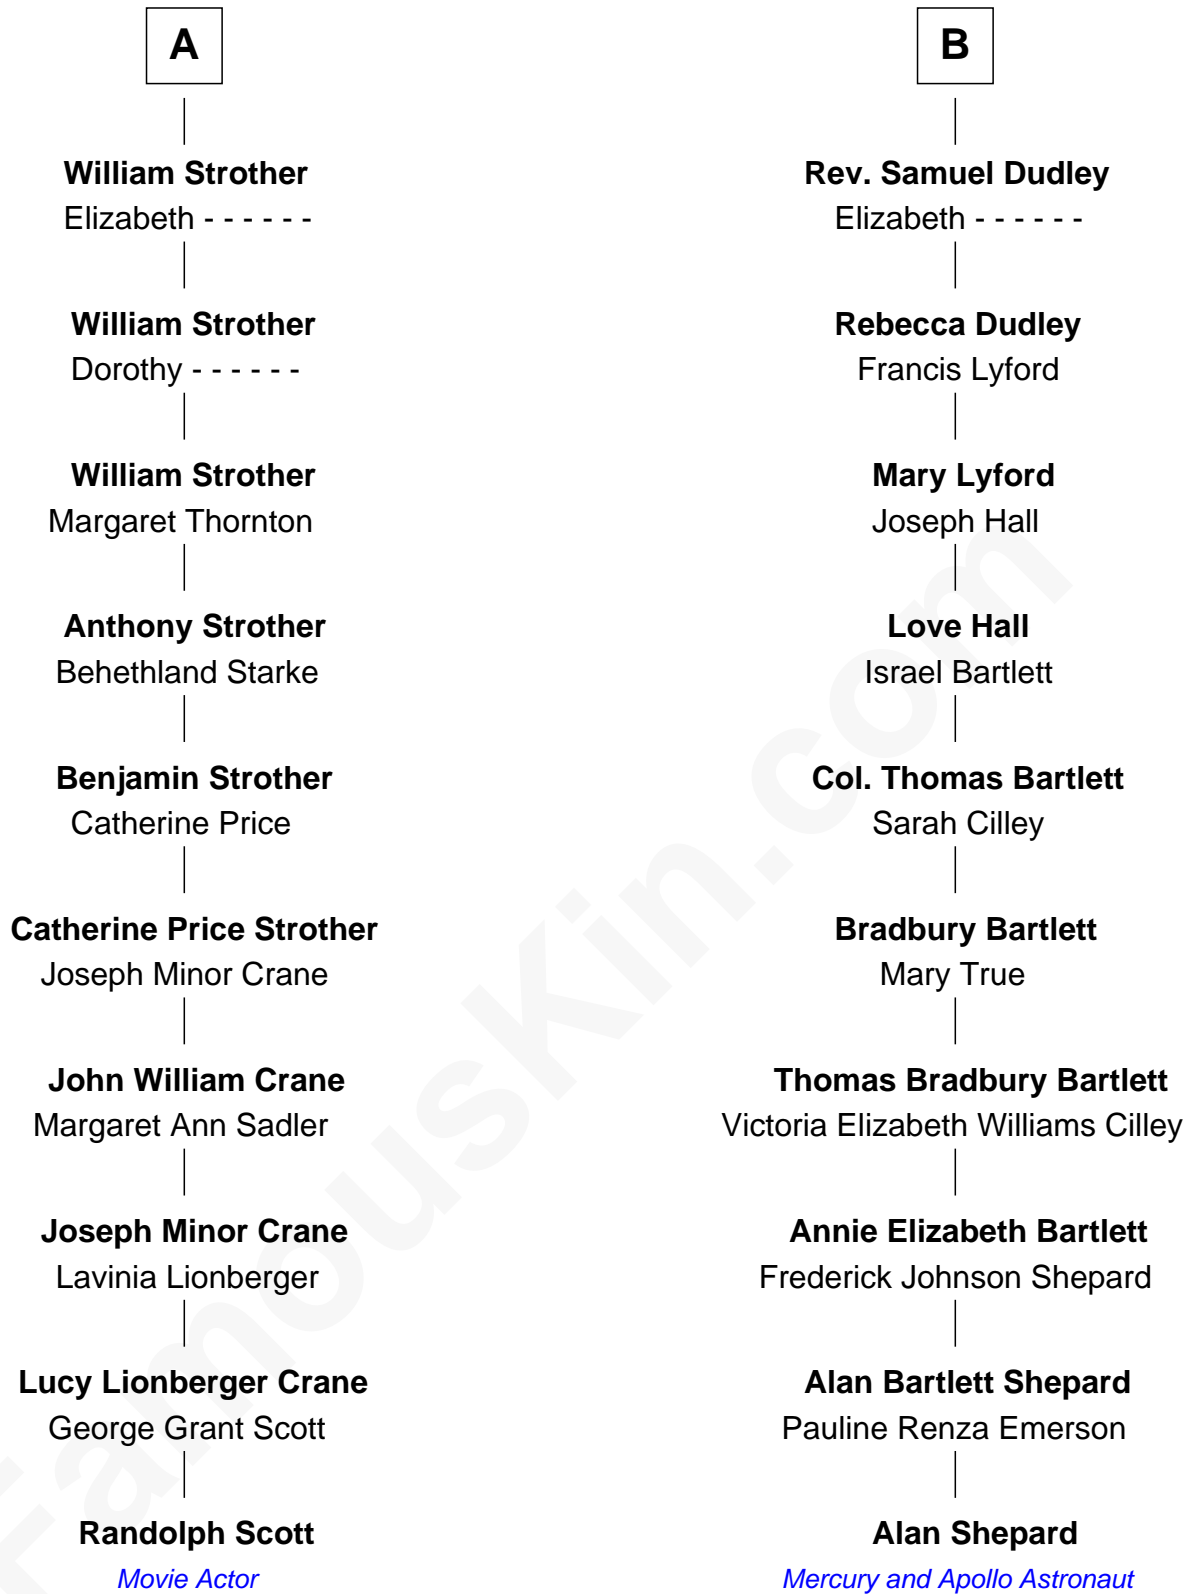 A
William Strother
Elizabeth - - - - - -
William Strother
Dorothy - - - - - -
William Strother
Margaret Thornton
Anthony Strother
Behethland Starke
Benjamin Strother
Catherine Price
Catherine Price Strother
Joseph Minor Crane
John William Crane
Margaret Ann Sadler
Joseph Minor Crane
Lavinia Lionberger
Lucy Lionberger Crane
George Grant Scott
Randolph Scott
Movie Actor
B
Rev. Samuel Dudley
Elizabeth - - - - - -
Rebecca Dudley
Francis Lyford
Mary Lyford
Joseph Hall
Love Hall
Israel Bartlett
Col. Thomas Bartlett
Sarah Cilley
Bradbury Bartlett
Mary True
Thomas Bradbury Bartlett
Victoria Elizabeth Williams Cilley
Annie Elizabeth Bartlett
Frederick Johnson Shepard
Alan Bartlett Shepard
Pauline Renza Emerson
Alan Shepard
Mercury and Apollo Astronaut
FamousKin.com